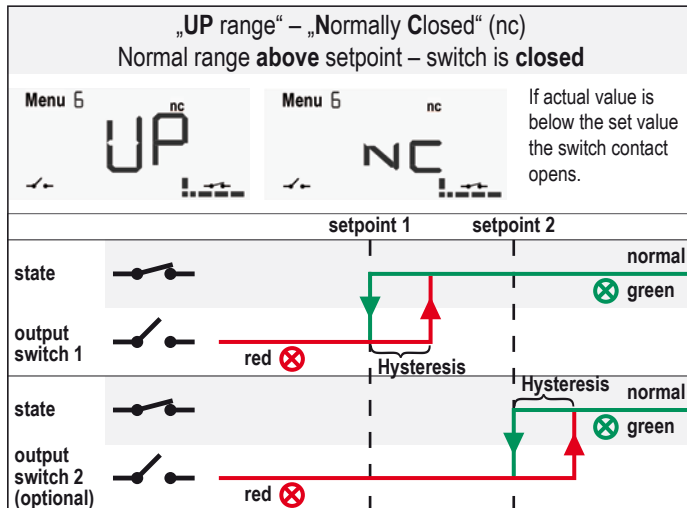 „UP range“ – „Normally Closed“ (nc)
Normal range above setpoint – switch is closed
Menu 6
nc
UP
Menu 6
nc
NC
If actual value is
below the set value
the switch contact
opens.
setpoint 1
setpoint 2
state
normal
green
output
switch 1
red
Hysteresis
state
Hysteresis
normal
green
output
switch 2
(optional)
red